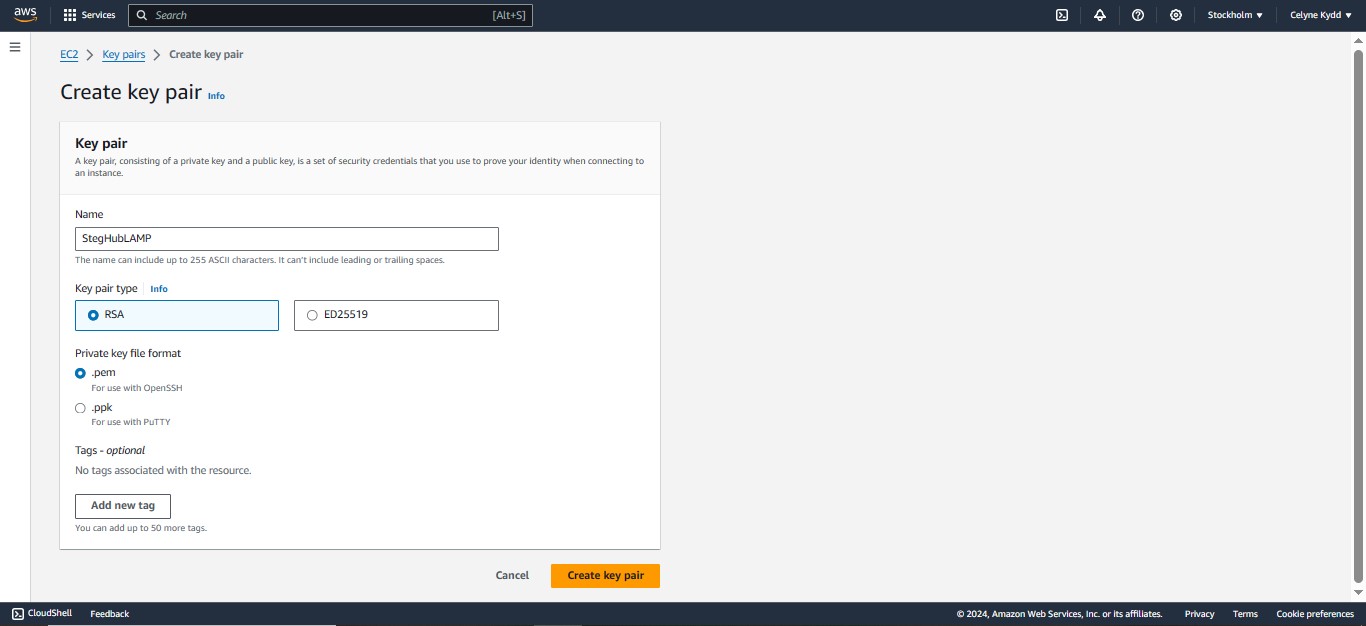 aws
Services
Search
[Alt+S]
Stockholm ▼
Celyne Kydd ▼
EC2 > Key pairs > Create key pair
Create key pair Info
Key pair
A key pair, consisting of a private key and a public key, is a set of security credentials that you use to prove your identity when connecting to
an instance.
Name
StegHubLAMP
The name can include up to 255 ASCII characters. It can't include leading or trailing spaces.
Key pair type Info
RSA
ED25519
Private key file format
.pem
For use with OpenSSH
.ppk
For use with PuTTY
Tags - optional
No tags associated with the resource.
Add new tag
You can add up to 50 more tags.
Cancel
Create key pair
CloudShell
Feedback
© 2024, Amazon Web Services, Inc. or its affiliates.
Privacy
Terms
Cookie preferences